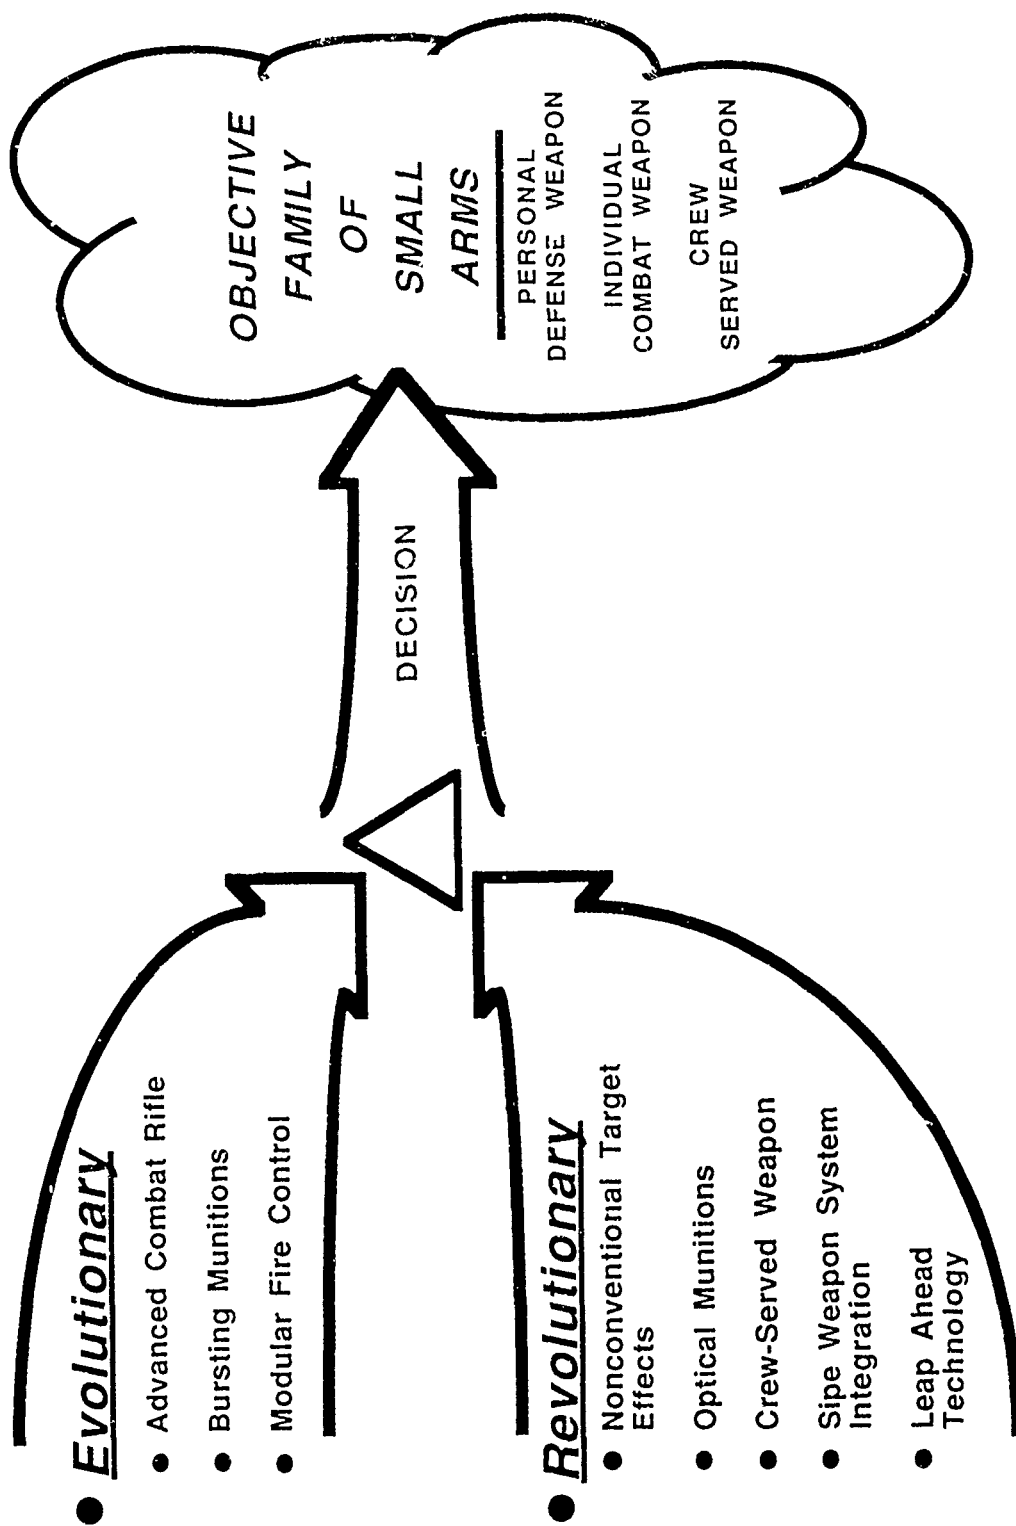 ● Evolutionary
● Advanced Combat Rifle
● Bursting Munitions
● Modular Fire Control
● Revolutionary
● Nonconventional Target
Effects
● Optical Munitions
● Crew-Served Weapon
● Sipe Weapon System
Integration
● Leap Ahead
Technology
DECISION
OBJECTIVE
FAMILY
OF
SMALL
ARMS
PERSONAL
DEFENSE WEAPON
INDIVIDUAL
COMBAT WEAPON
CREW
SERVED WEAPON